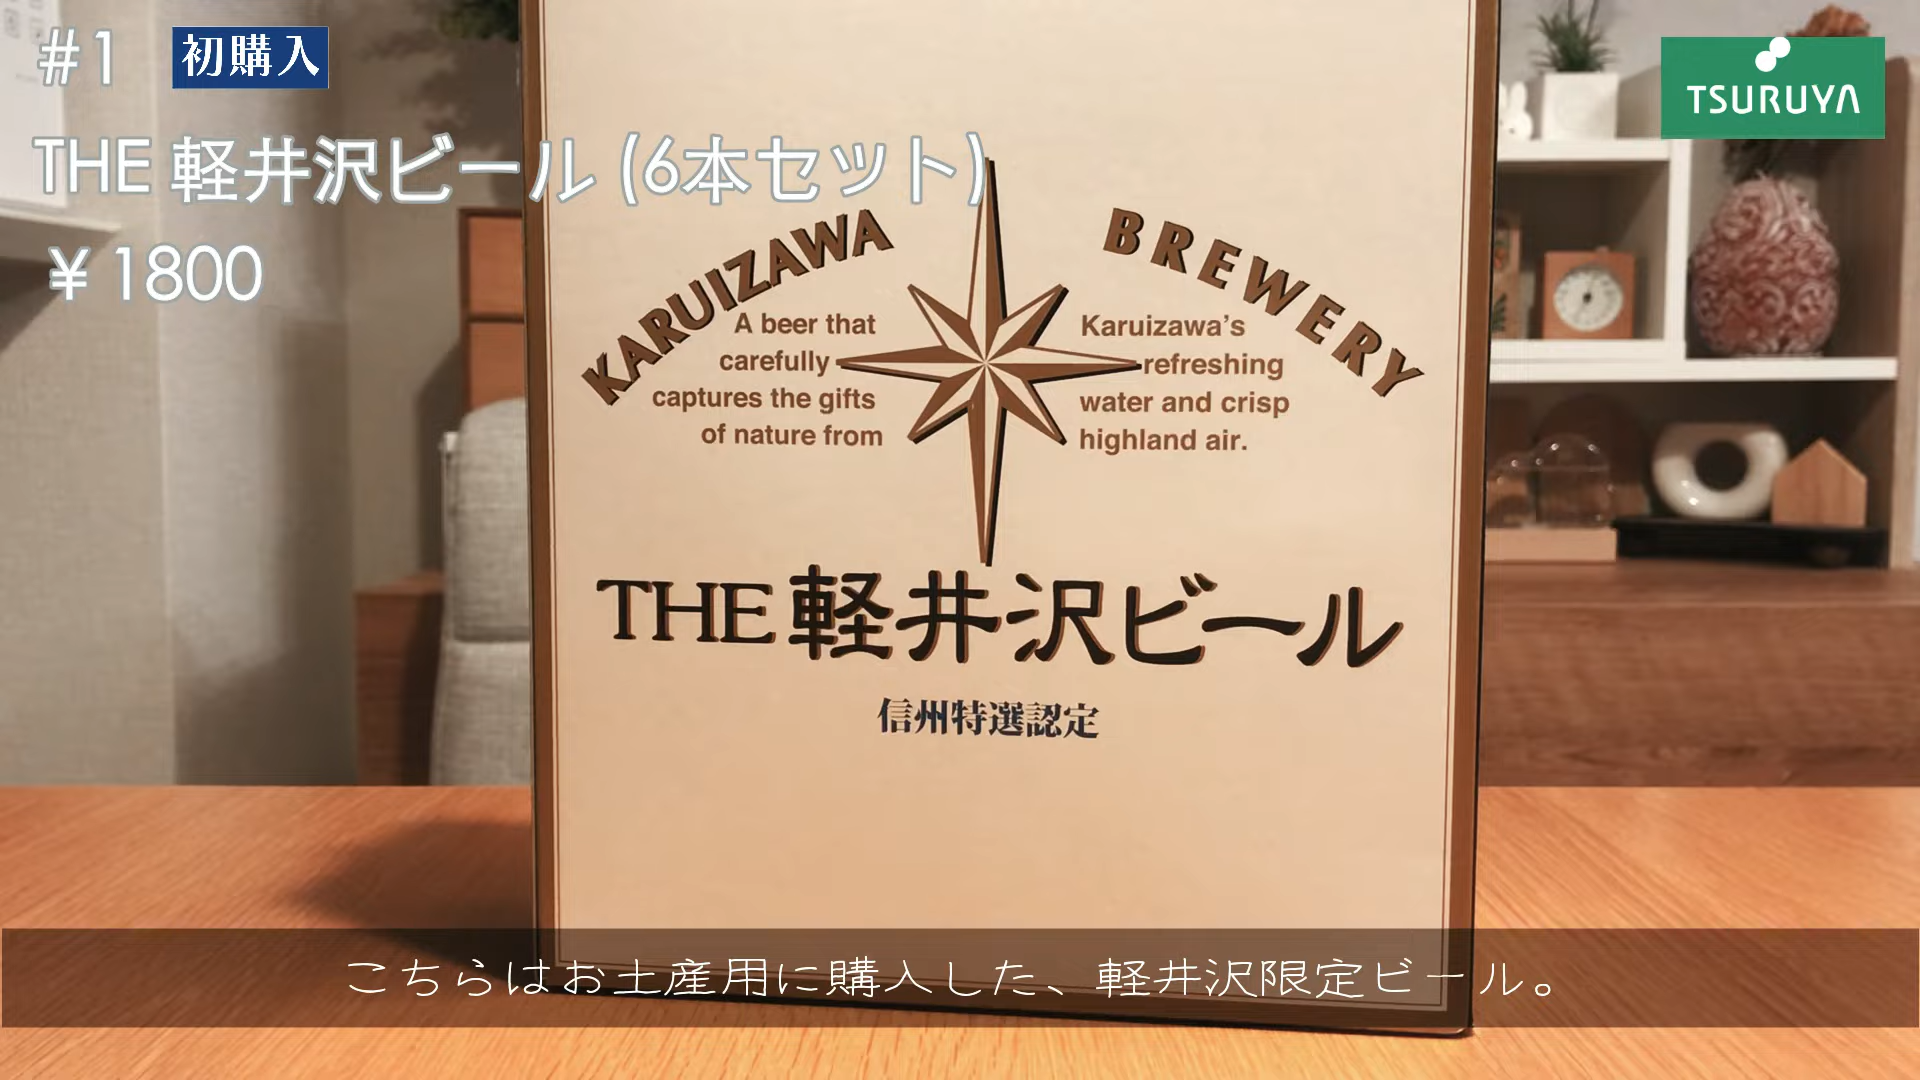 #1 初購入
TSURUYA
THE 軽井沢ビール (6本セット)
¥1800
KARUIZAWA BREWERY
A beer that
carefully
captures the gifts
of nature from
Karuizawa's
refreshing
water and crisp
highland air.
THE軽井沢ビール
信州特選認定
こちらはお土産用に購入した、軽井沢限定ビール。